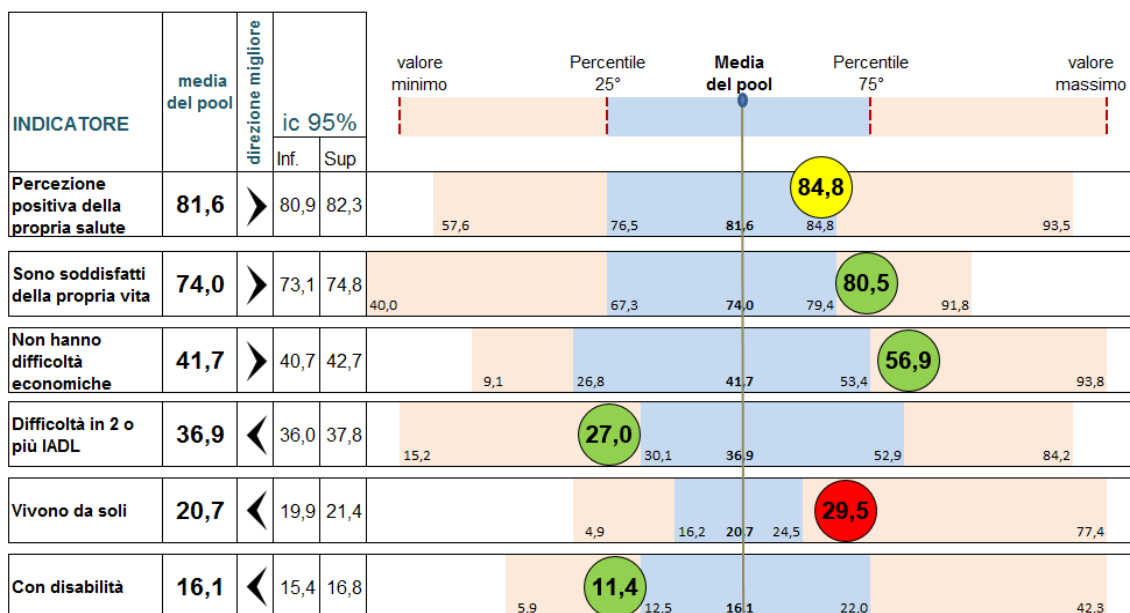 INDICATORE
media
del pool
direzione migliore
ic 95%
Inf. Sup
valore
minimo
Percentile
25°
Media
del pool
Percentile
75°
valore
massimo
Percezione
positiva della
propria salute
81,6 80,9 82,3
84,8
57,6 76,5 81,6 84,8 93,5
Sono soddisfatti
della propria vita
74,0 73,1 74,8
80,5
40,0 67,3 74,0 79,4 91,8
Non hanno
difficoltà
economiche
41,7 40,7 42,7
56,9
9,1 26,8 41,7 53,4 93,8
Difficoltà in 2 o
più IADL
36,9 36,0 37,8
27,0
15,2 30,1 36,9 52,9 84,2
Vivono da soli
20,7 19,9 21,4
29,5
4,9 16,2 20,7 24,5 77,4
Con disabilità
16,1 15,4 16,8
11,4
5,9 12,5 16,1 22,0 42,3